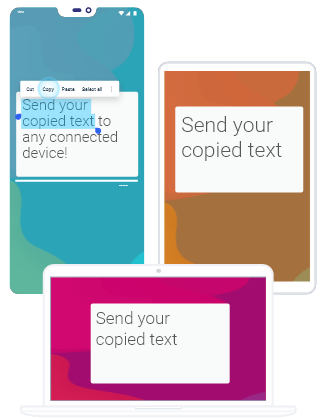 Cut Copy Paste Select all
Send your
copied text to
any connected
device!
Send your
copied text
Send your
copied text